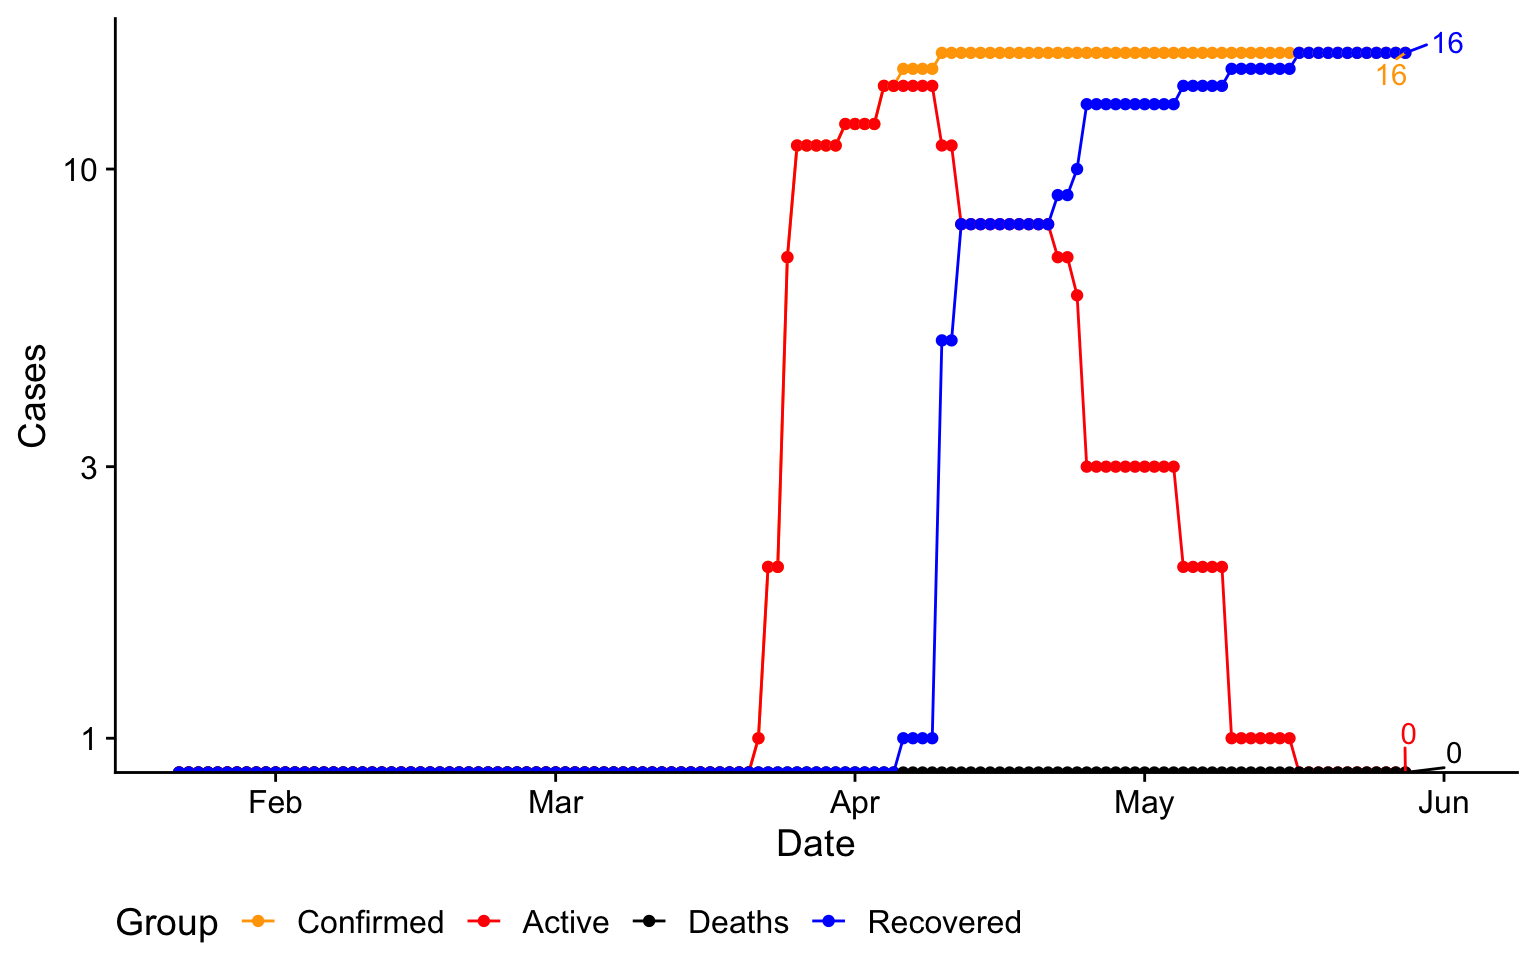 16
16
10
Cases
3
0
0
1
Feb Mar Apr May Jun
Date
Group Confirmed Active Deaths Recovered